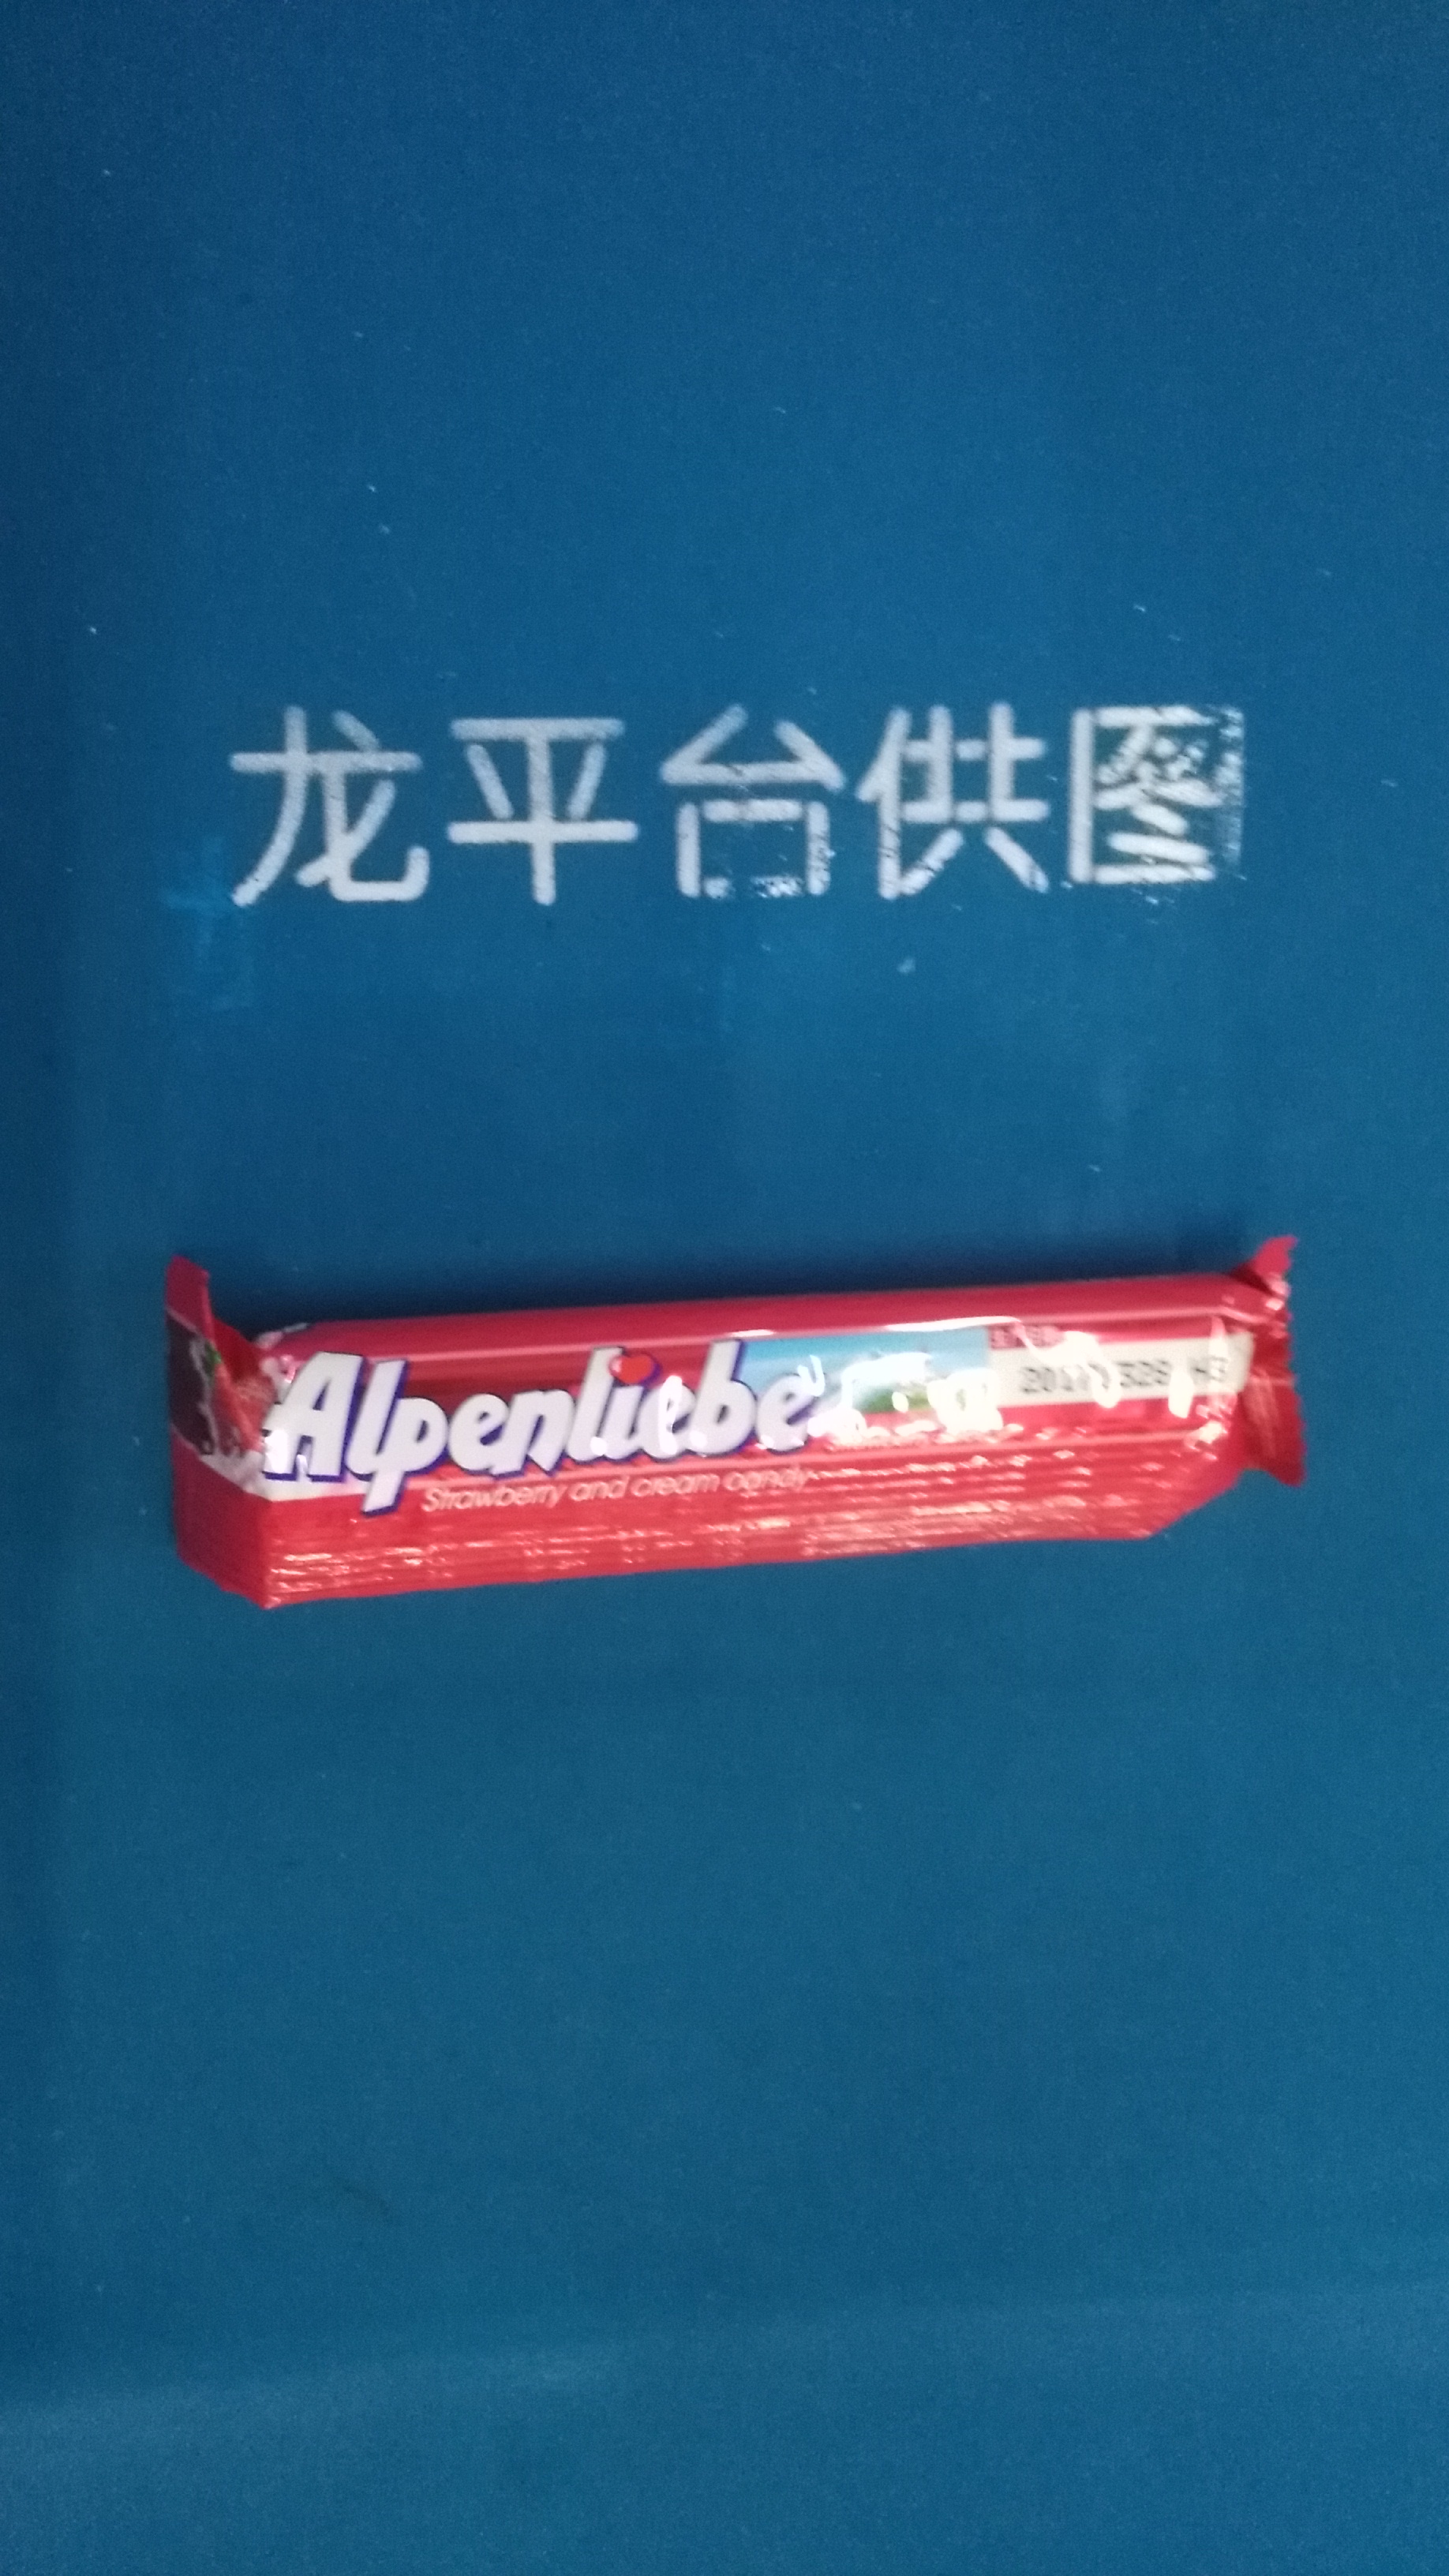 龙平台供图
Alpenliebe
Strawberry and cream candy